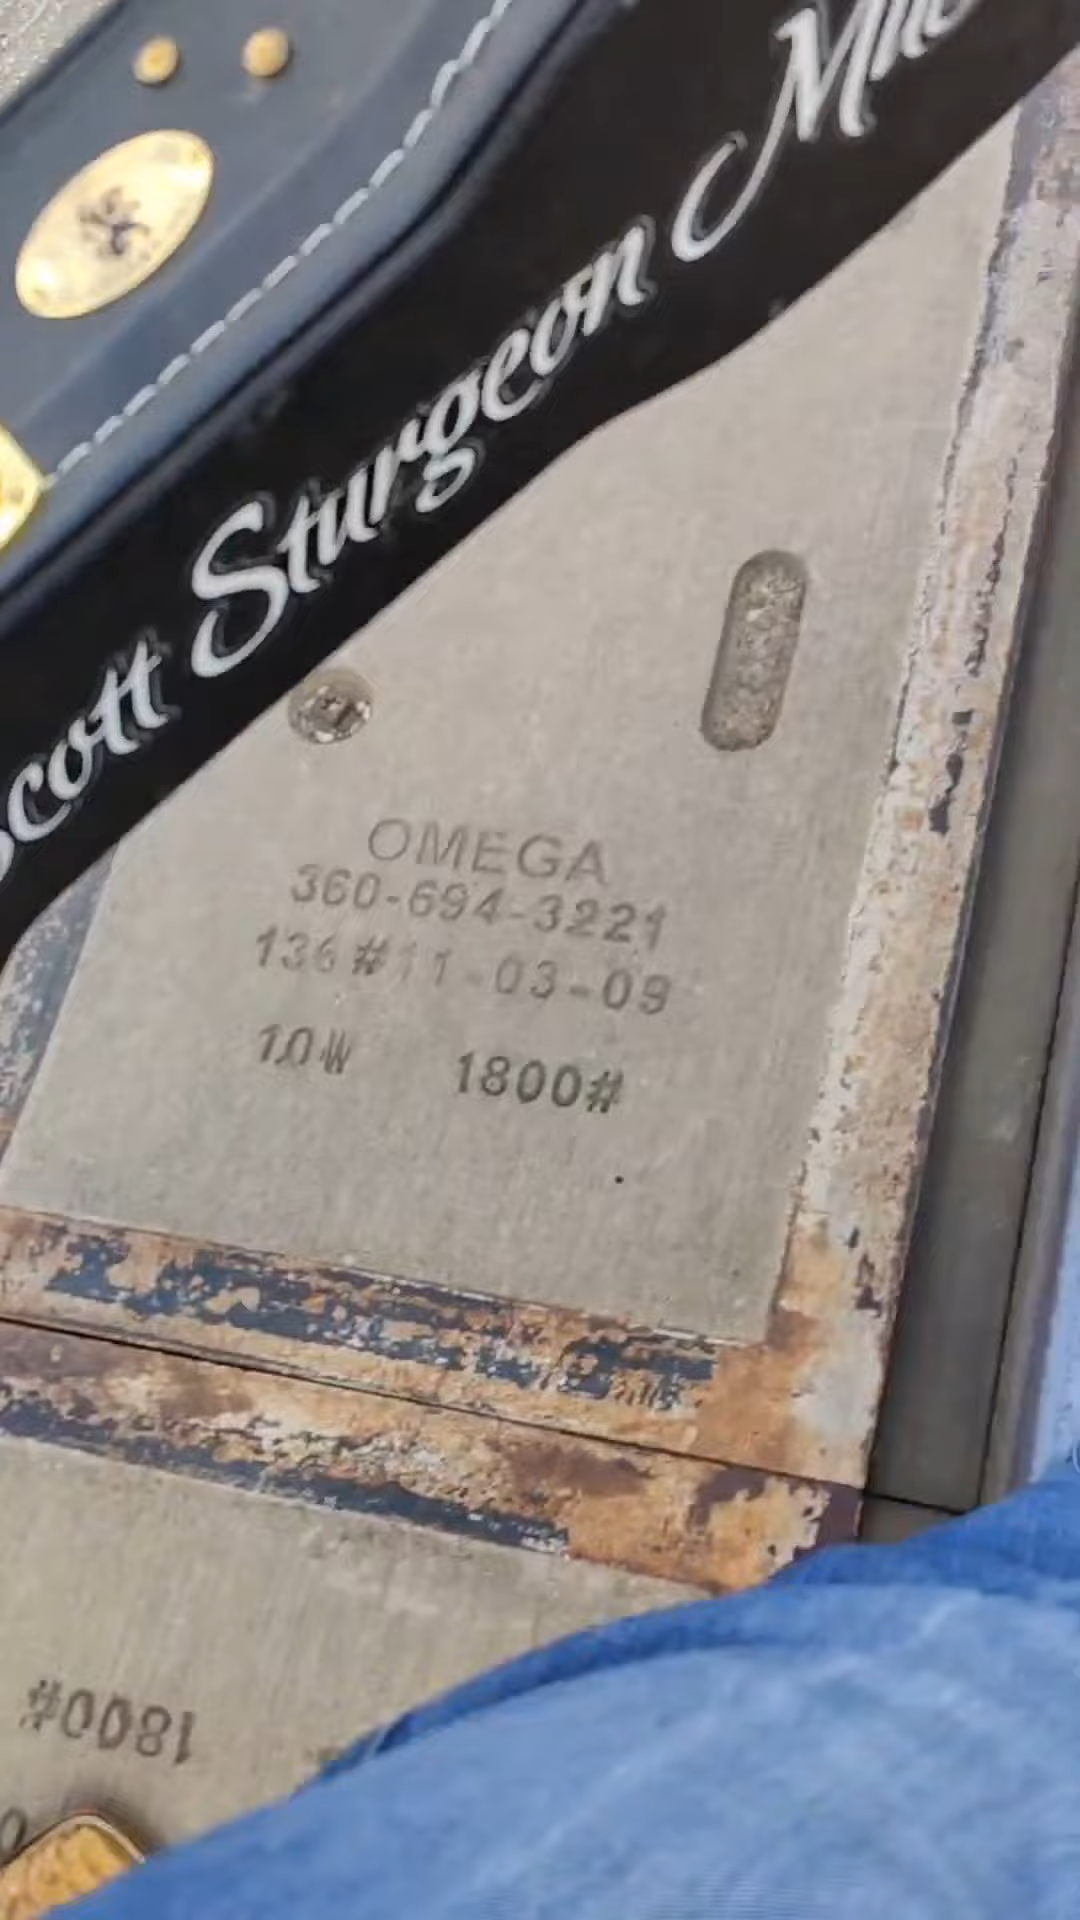 Scott Sturgeon
OMEGA
360-694-3221
136#11-03-09
10W 1800#
1800#